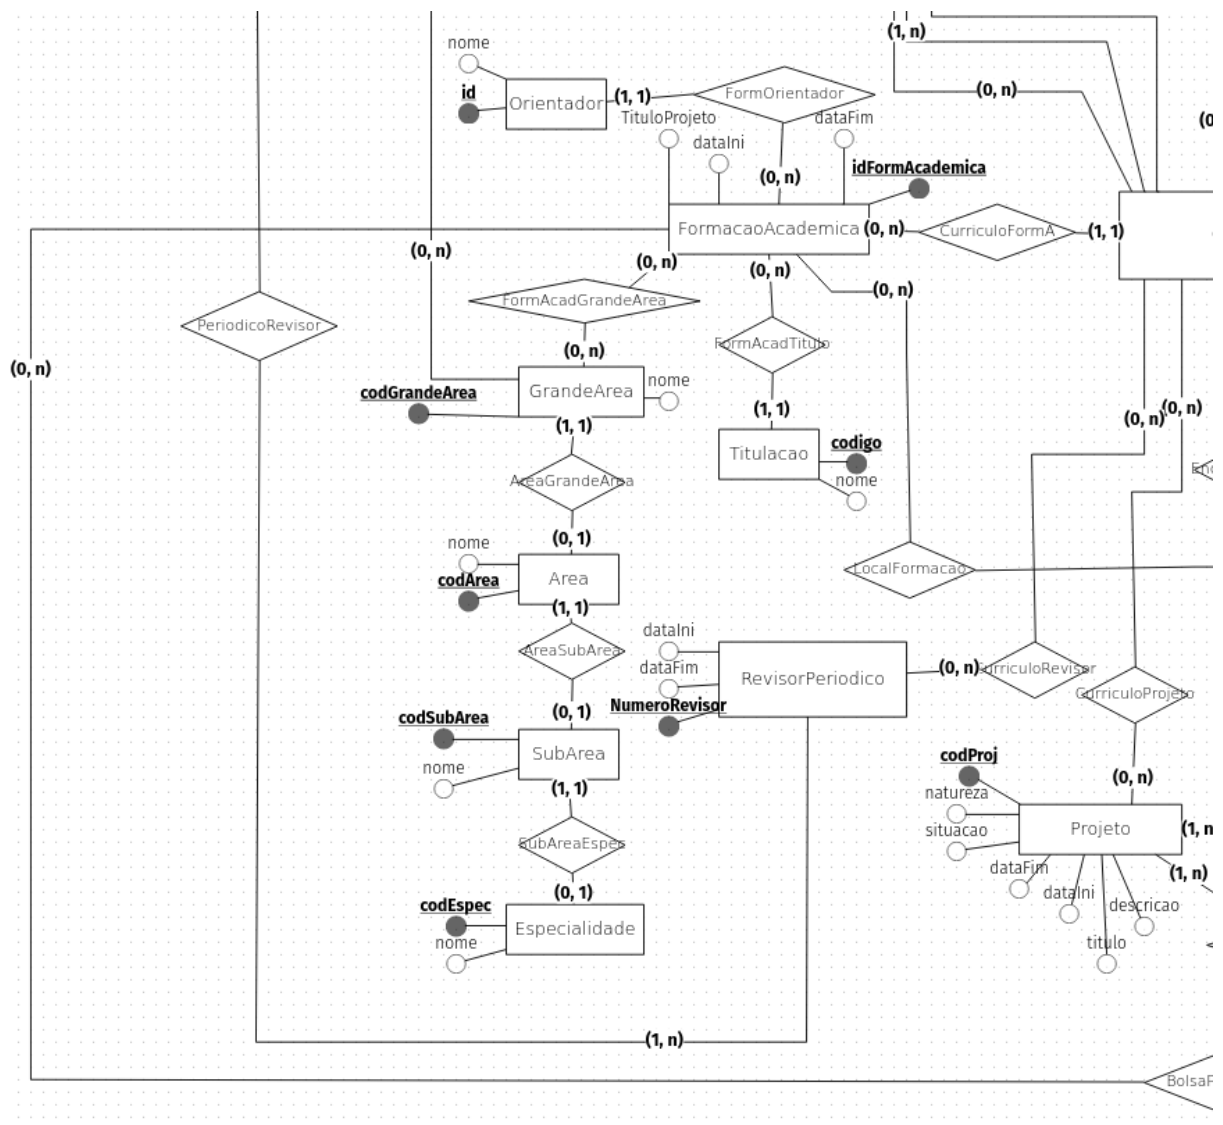 (1, n)
nome
(0, n)
id
Orientador
(1, 1)
FormOrientador
TituloProjeto
dataFim
dataIni
idFormAcademica
(0, n)
FormacaoAcademica
(0, n)
CurriculoFormA
(1, 1)
(0, n)
(0, n)
(0, n)
(0, n)
FormAcadGrandeArea
PeriodicoRevisor
FormAcadTitulo
(0, n)
(0, n)
GrandeArea
nome
codGrandeArea
(1, 1)
(1, 1)
(0, n)
(0, n)
Titulacao
codigo
nome
AreaGrandeArea
(0, 1)
nome
codArea
Area
LocalFormacao
(1, 1)
dataIni
AreaSubArea
dataFim
(0, n)
CurriculoRevisor
RevisorPeriodico
CurriculoProjeto
NumeroRevisor
(0, 1)
codSubArea
SubArea
nome
codProj
(0, n)
(1, 1)
natureza
situacao
Projeto
(1, n
SubAreaEspec
dataFim
(1, n)
(0, 1)
dataIni
codEspec
descricao
Especialidade
nome
titulo
(1, n)